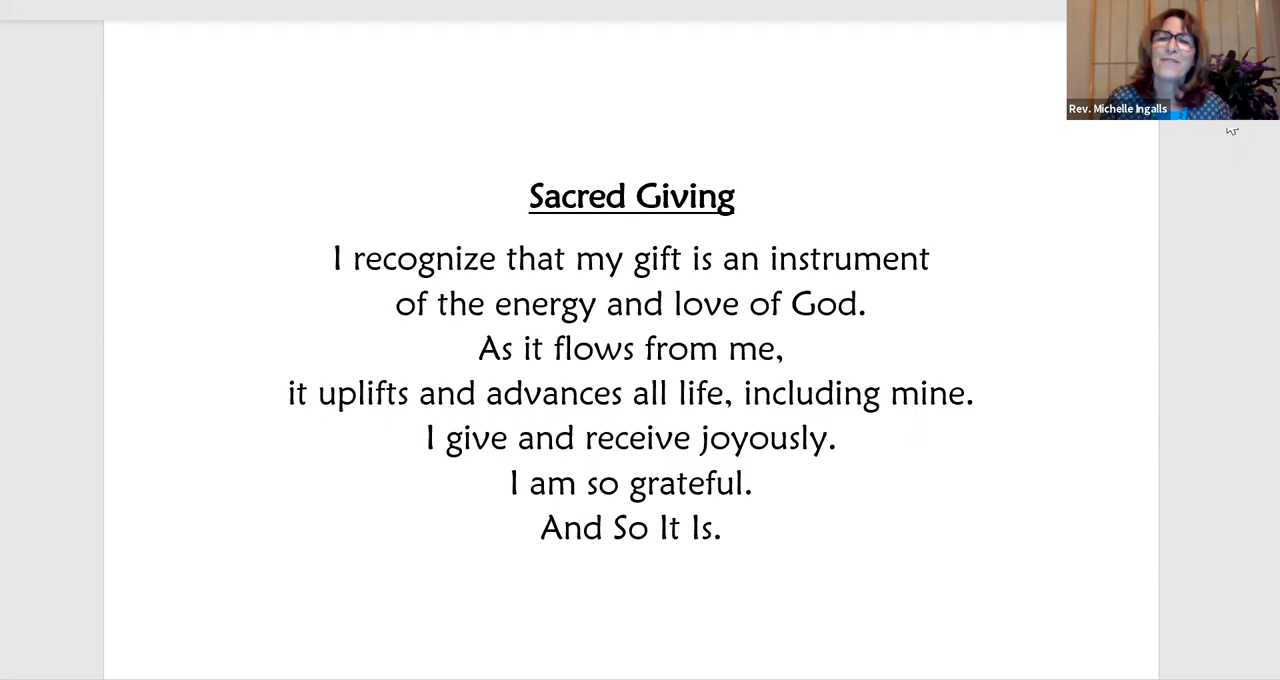 Rev. Michelle Ingalls
Sacred Giving
I recognize that my gift is an instrument
of the energy and love of God.
As it flows from me,
it uplifts and advances all life, including mine.
I give and receive joyously.
I am so grateful.
And So It Is.